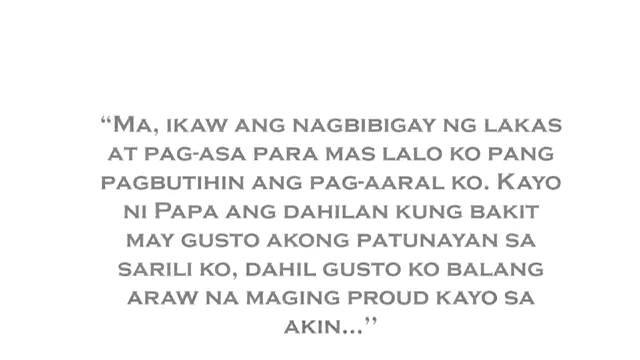 “Ma, ikaw ang nagbibigay ng lakas
at pag-asa para mas lalo ko pang
pagbutihin ang pag-aaral ko. Kayo
ni Papa ang dahilan kung bakit
may gusto akong patunayan sa
sarili ko, dahil gusto ko balang
araw na maging proud kayo sa
akin...’’